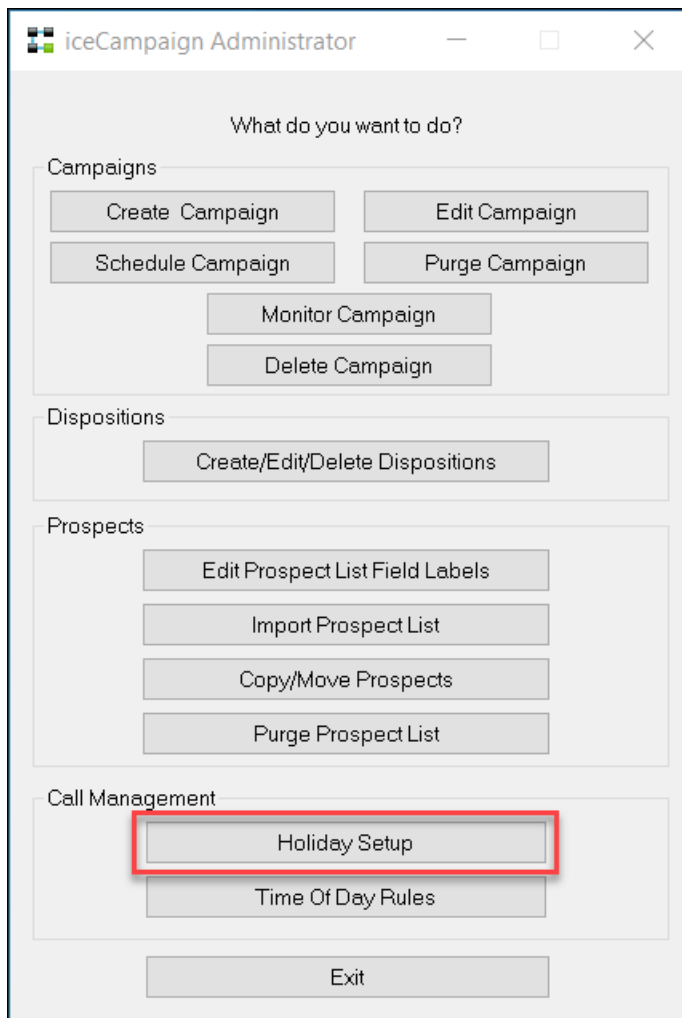 iceCampaign Administrator
What do you want to do?
Campaigns
Create Campaign
Edit Campaign
Schedule Campaign
Purge Campaign
Monitor Campaign
Delete Campaign
Dispositions
Create/Edit/Delete Dispositions
Prospects
Edit Prospect List Field Labels
Import Prospect List
Copy/Move Prospects
Purge Prospect List
Call Management
Holiday Setup
Time Of Day Rules
Exit